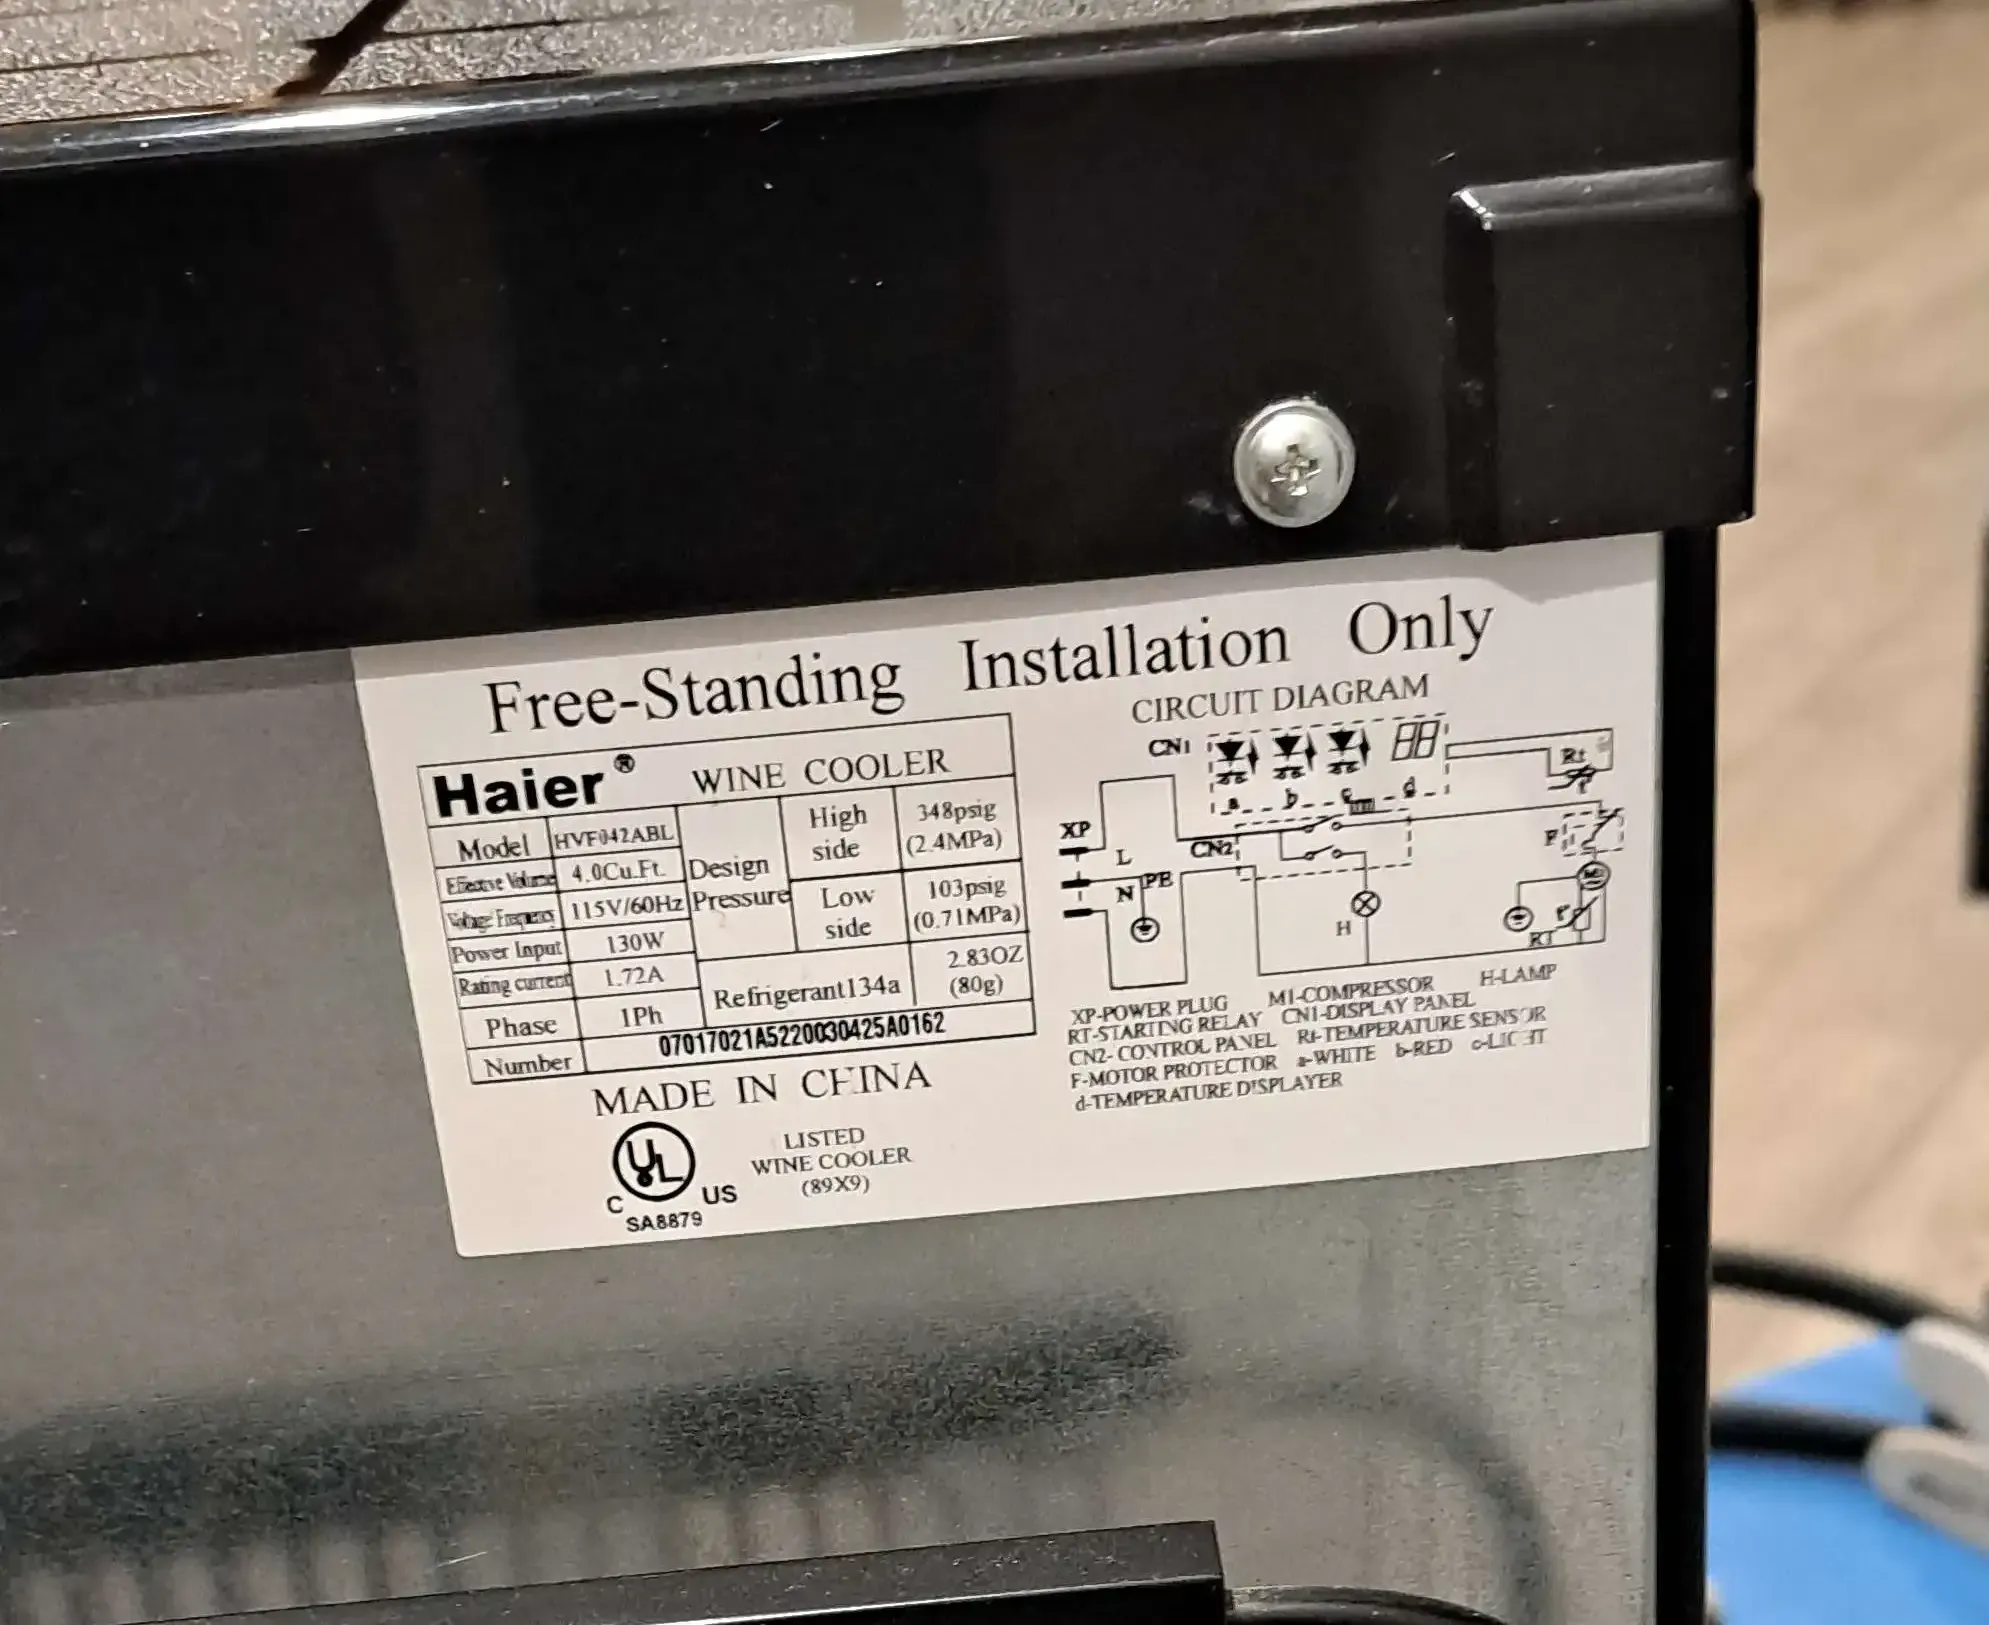 Free-Standing Installation Only
Haier® WINE COOLER
Model HVF042ABL
Effective Volume 4.0Cu.Ft.
Voltage/Frequency 115V/60Hz
Power Input 130W
Rating current 1.72A
Phase 1Ph
Design Pressure
High side 348psig (2.4MPa)
Low side 103psig (0.71MPa)
Refrigerant134a 2.83OZ (80g)
Number 07017021A5220030425A0162
MADE IN CHINA
UL
C US
SA8879
LISTED
WINE COOLER
(89X9)
CIRCUIT DIAGRAM
CN1
88
Rt
a b c d
XP
L
CN2
F
N
PE
M1
H
RT
XP-POWER PLUG M1-COMPRESSOR H-LAMP
RT-STARTING RELAY CN1-DISPLAY PANEL
CN2-CONTROL PANEL Rt-TEMPERATURE SENSOR
F-MOTOR PROTECTOR a-WHITE b-RED c-LIGHT
d-TEMPERATURE DISPLAYER